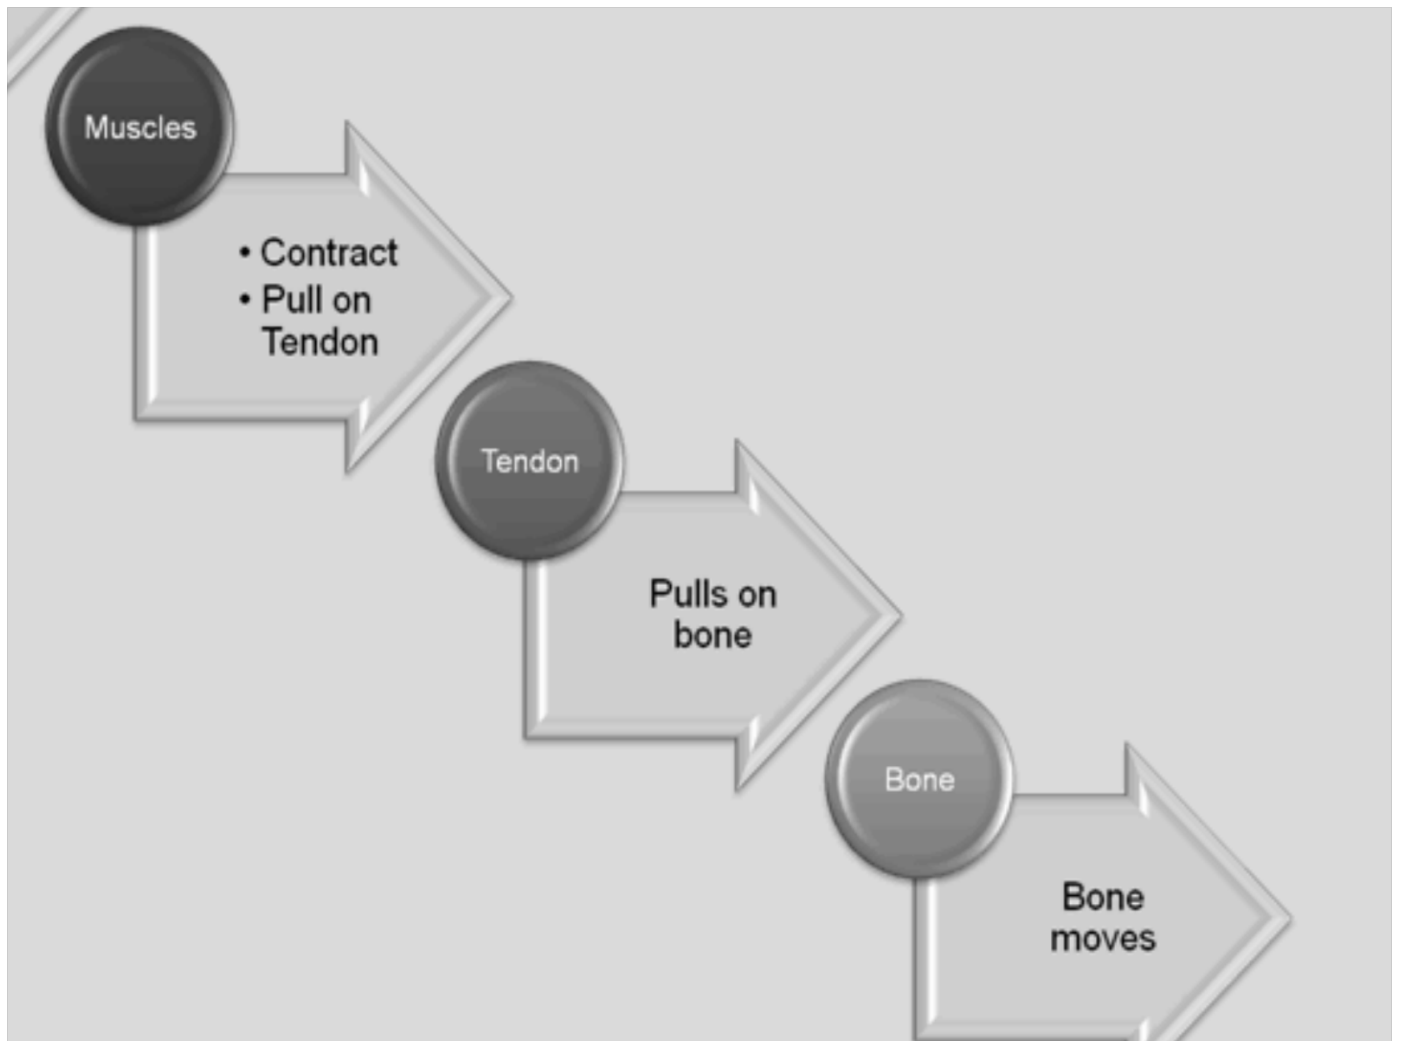 Muscles
• Contract
• Pull on
Tendon
Tendon
Pulls on
bone
Bone
Bone
moves